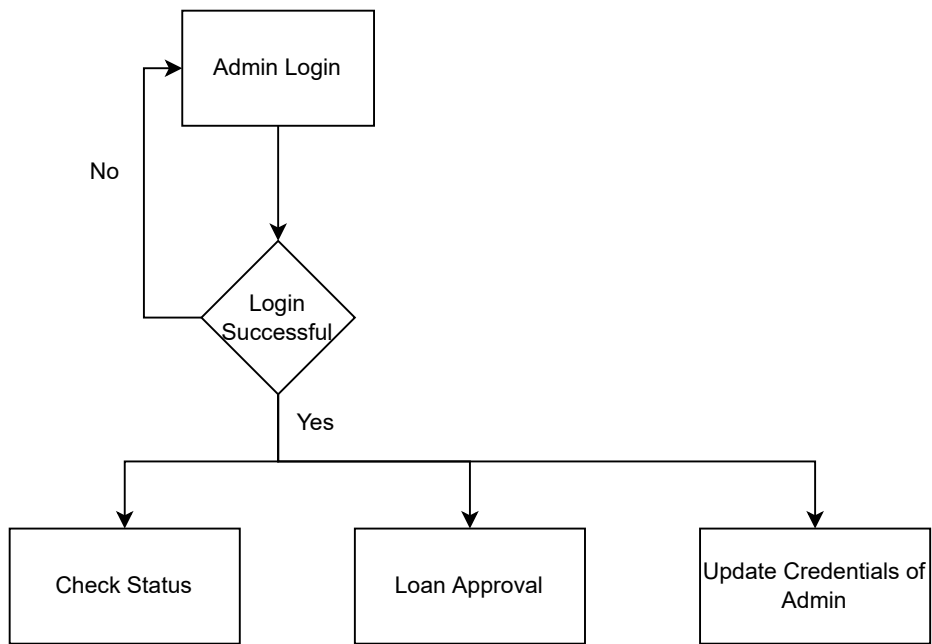 Admin Login
No
Login
Successful
Yes
Check Status
Loan Approval
Update Credentials of
Admin